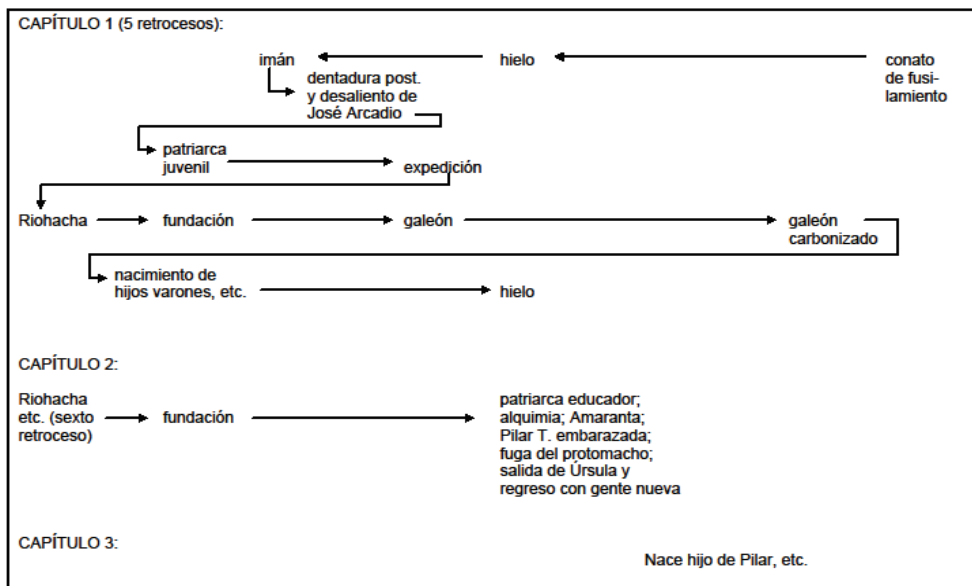 CAPÍTULO 1 (5 retrocesos):
imán
hielo
conato
de fusi-
lamiento
dentadura post.
y desaliento de
José Arcadio
patriarca
juvenil
expedición
Riohacha
fundación
galeón
galeón
carbonizado
nacimiento de
hijos varones, etc.
hielo
CAPÍTULO 2:
Riohacha
etc. (sexto
retroceso)
fundación
patriarca educador;
alquimia; Amaranta;
Pilar T. embarazada;
fuga del protomacho;
salida de Úrsula y
regreso con gente nueva
CAPÍTULO 3:
Nace hijo de Pilar, etc.